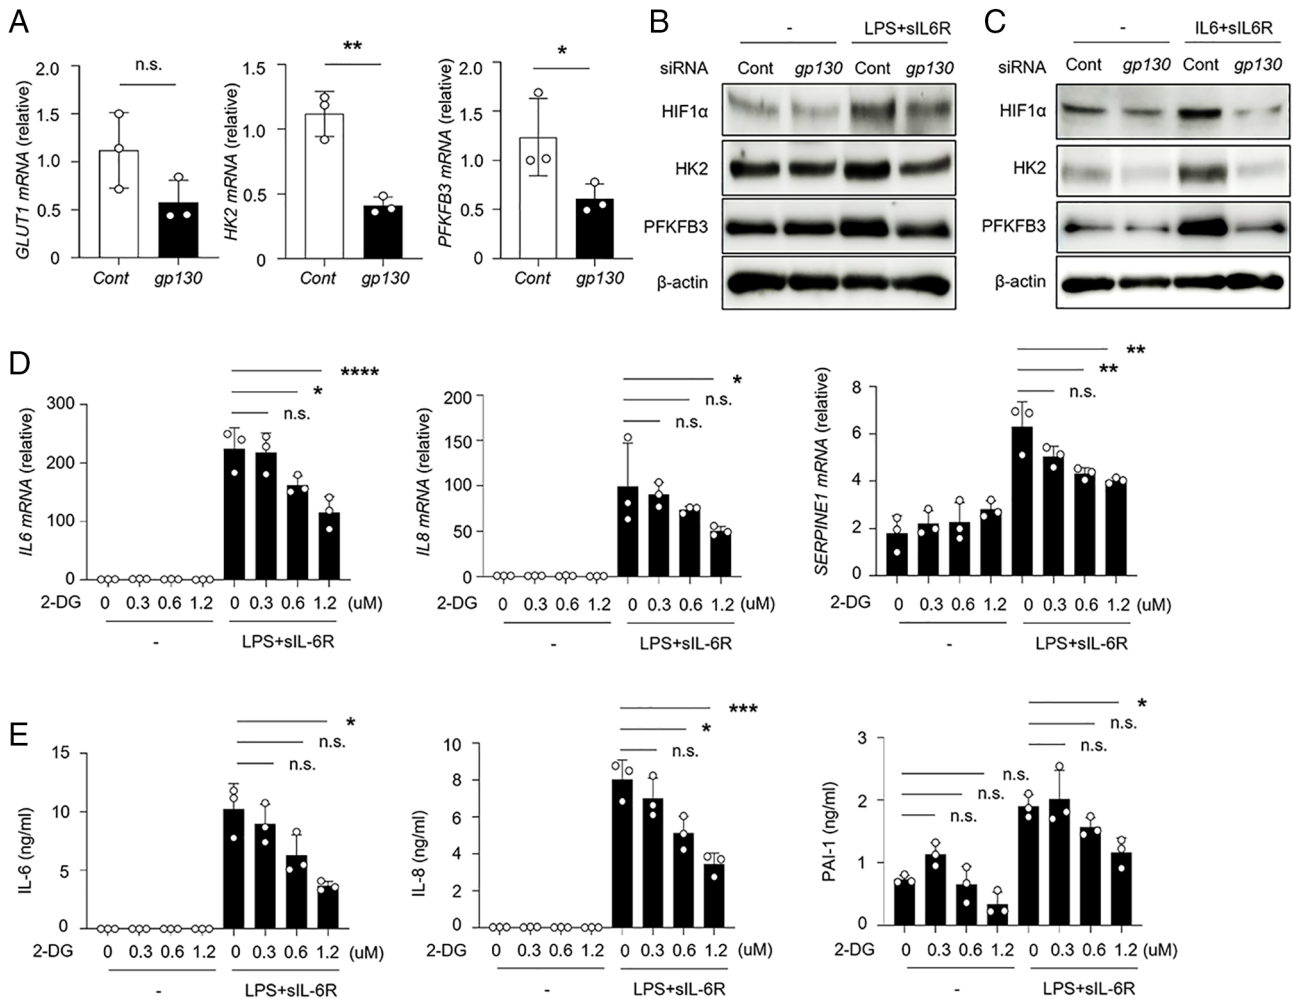 A
GLUT1 mRNA (relative)
2.0
1.5
1.0
0.5
0
n.s.
Cont gp130
HK2 mRNA (relative)
1.5
1.0
0.5
0
**
Cont gp130
PFKFB3 mRNA (relative)
2.0
1.5
1.0
0.5
0
*
Cont gp130
B
- LPS+sIL6R
siRNA Cont gp130 Cont gp130
HIF1α
HK2
PFKFB3
β-actin
C
- IL6+sIL6R
siRNA Cont gp130 Cont gp130
HIF1α
HK2
PFKFB3
β-actin
D
IL6 mRNA (relative)
300
200
100
0
****
*
n.s.
2-DG 0 0.3 0.6 1.2 0 0.3 0.6 1.2 (uM)
- LPS+sIL-6R
IL8 mRNA (relative)
200
150
100
50
0
*
n.s.
n.s.
2-DG 0 0.3 0.6 1.2 0 0.3 0.6 1.2 (uM)
- LPS+sIL-6R
SERPINE1 mRNA (relative)
8
6
4
2
0
**
**
n.s.
2-DG 0 0.3 0.6 1.2 0 0.3 0.6 1.2 (uM)
- LPS+sIL-6R
E
IL-6 (ng/ml)
15
10
5
0
*
n.s.
n.s.
2-DG 0 0.3 0.6 1.2 0 0.3 0.6 1.2 (uM)
- LPS+sIL-6R
IL-8 (ng/ml)
10
8
6
4
2
0
***
*
n.s.
2-DG 0 0.3 0.6 1.2 0 0.3 0.6 1.2 (uM)
- LPS+sIL-6R
PAI-1 (ng/ml)
3
2
1
0
n.s.
n.s.
n.s.
*
n.s.
n.s.
2-DG 0 0.3 0.6 1.2 0 0.3 0.6 1.2 (uM)
- LPS+sIL-6R